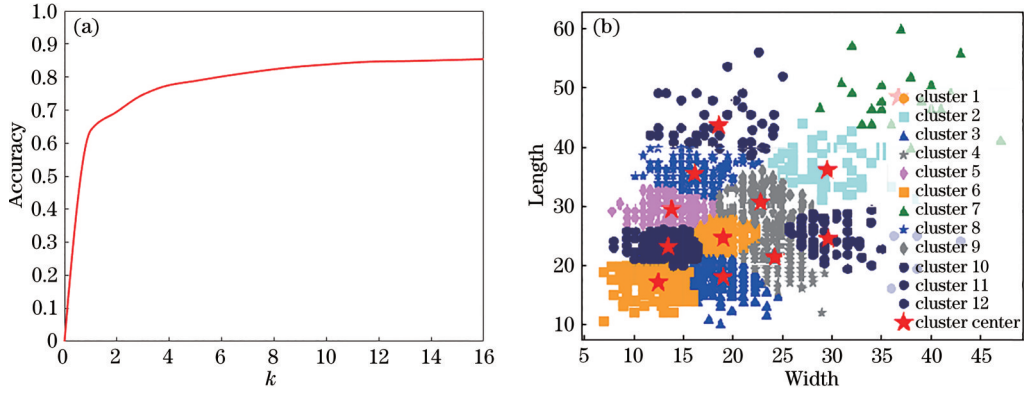 (a)
1.0
0.9
0.8
0.7
0.6
0.5
0.4
0.3
0.2
0.1
0
Accuracy
0 2 4 6 8 10 12 14 16
k
(b)
60
50
40
30
20
10
Length
cluster 1
cluster 2
cluster 3
cluster 4
cluster 5
cluster 6
cluster 7
cluster 8
cluster 9
cluster 10
cluster 11
cluster 12
cluster center
5 10 15 20 25 30 35 40 45
Width